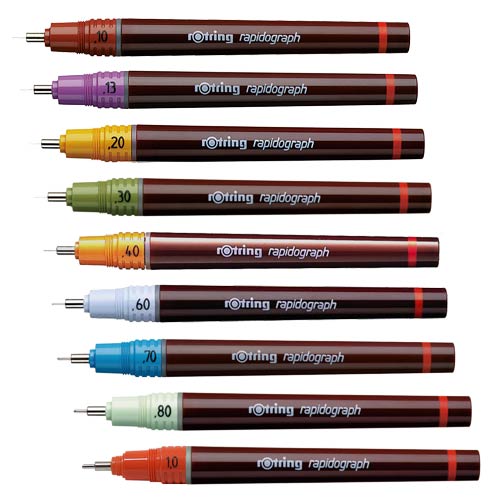 .10 rotring rapidograph
.13 rotring rapidograph
.20 rotring rapidograph
.30 rotring rapidograph
.40 rotring rapidograph
.60 rotring rapidograph
.70 rotring rapidograph
.80 rotring rapidograph
1,0 rotring rapidograph